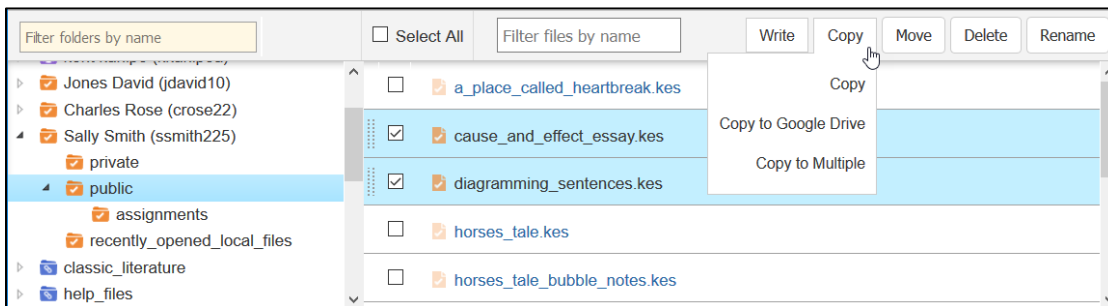 Filter folders by name
Select All
Filter files by name
Write
Copy
Move
Delete
Rename
Jones David (jdavid10)
Charles Rose (crose22)
Sally Smith (ssmith225)
private
public
assignments
recently_opened_local_files
classic_literature
help_files
a_place_called_heartbreak.kes
cause_and_effect_essay.kes
diagramming_sentences.kes
horses_tale.kes
horses_tale_bubble_notes.kes
Copy
Copy to Google Drive
Copy to Multiple